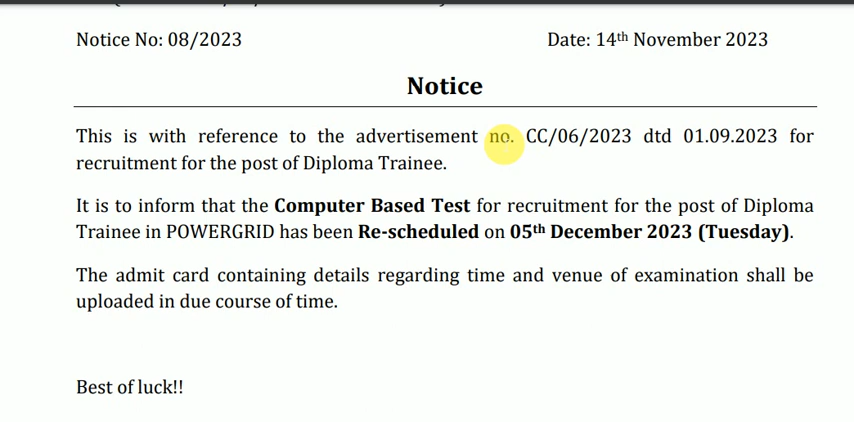 Notice No: 08/2023 Date: 14th November 2023
Notice
This is with reference to the advertisement no. CC/06/2023 dtd 01.09.2023 for
recruitment for the post of Diploma Trainee.
It is to inform that the Computer Based Test for recruitment for the post of Diploma
Trainee in POWERGRID has been Re-scheduled on 05th December 2023 (Tuesday).
The admit card containing details regarding time and venue of examination shall be
uploaded in due course of time.
Best of luck!!